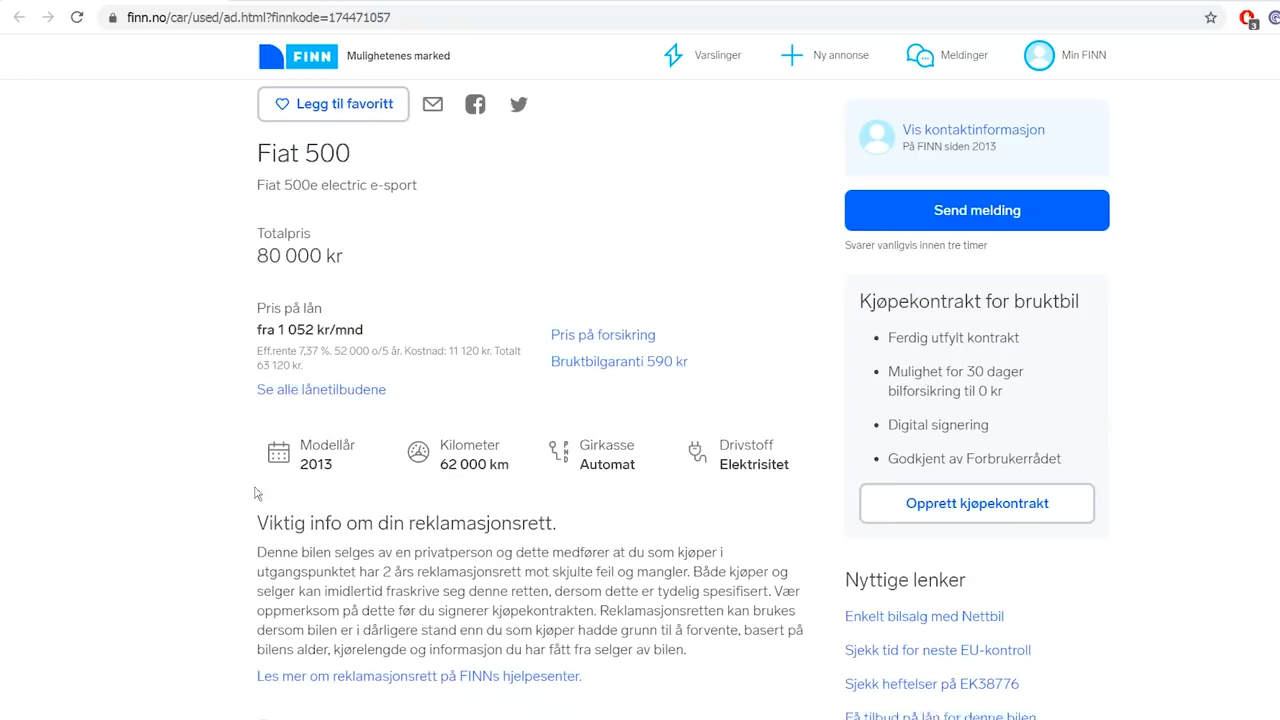 finn.no/car/used/ad.html?finnkode=174471057
3
FINN
Mulighetenes marked
Varslinger
Ny annonse
Meldinger
Min FINN
Legg til favoritt
Fiat 500
Fiat 500e electric e-sport
Totalpris
80 000 kr
Pris på lån
fra 1 052 kr/mnd
Eff.rente 7,37 %. 52 000 o/5 år. Kostnad: 11 120 kr. Totalt
63 120 kr.
Se alle lånetilbudene
Pris på forsikring
Bruktbilgaranti 590 kr
Modellår
2013
Kilometer
62 000 km
P
N
D
Girkasse
Automat
Drivstoff
Elektrisitet
Viktig info om din reklamasjonsrett.
Denne bilen selges av en privatperson og dette medfører at du som kjøper i
utgangspunktet har 2 års reklamasjonsrett mot skjulte feil og mangler. Både kjøper og
selger kan imidlertid fraskrive seg denne retten, dersom dette er tydelig spesifisert. Vær
oppmerksom på dette før du signerer kjøpekontrakten. Reklamasjonsretten kan brukes
dersom bilen er i dårligere stand enn du som kjøper hadde grunn til å forvente, basert på
bilens alder, kjørelengde og informasjon du har fått fra selger av bilen.
Les mer om reklamasjonsrett på FINNs hjelpesenter.
Vis kontaktinformasjon
På FINN siden 2013
Send melding
Svarer vanligvis innen tre timer
Kjøpekontrakt for bruktbil
Ferdig utfylt kontrakt
Mulighet for 30 dager
bilforsikring til 0 kr
Digital signering
Godkjent av Forbrukerrådet
Opprett kjøpekontrakt
Nyttige lenker
Enkelt bilsalg med Nettbil
Sjekk tid for neste EU-kontroll
Sjekk heftelser på EK38776
Få tilbud på lån for denne bilen